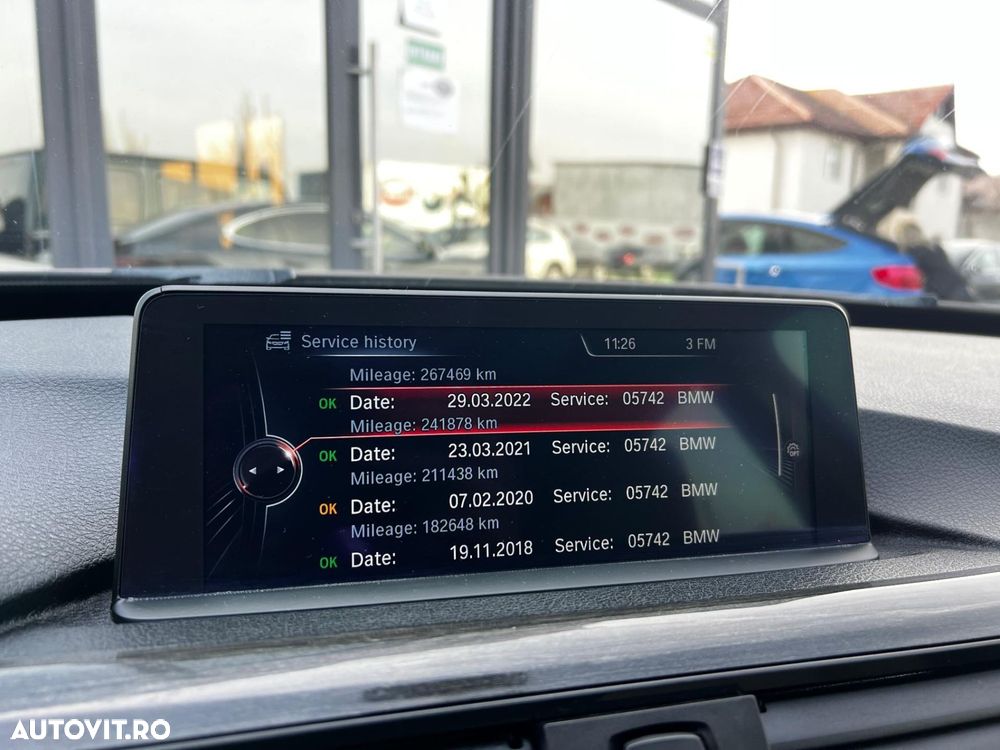 Service history 11:26 3 FM
Mileage: 267469 km
OK Date: 29.03.2022 Service: 05742 BMW
Mileage: 241878 km
OK Date: 23.03.2021 Service: 05742 BMW
Mileage: 211438 km
OK Date: 07.02.2020 Service: 05742 BMW
Mileage: 182648 km
OK Date: 19.11.2018 Service: 05742 BMW
OPT
AUTOVIT.RO